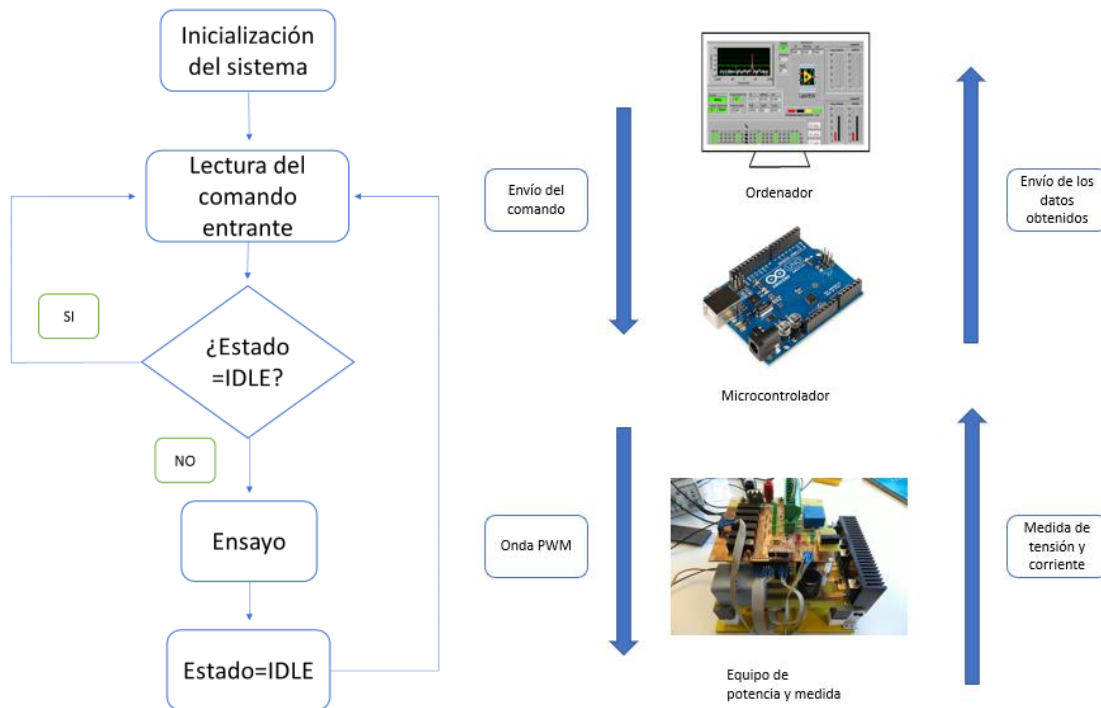 Inicialización
del sistema
Lectura del
comando
entrante
SI
¿Estado
=IDLE?
NO
Ensayo
Estado=IDLE
Envío del
comando
Ordenador
Envío de los
datos
obtenidos
Microcontrolador
Onda PWM
Medida de
tensión y
corriente
Equipo de
potencia y medida